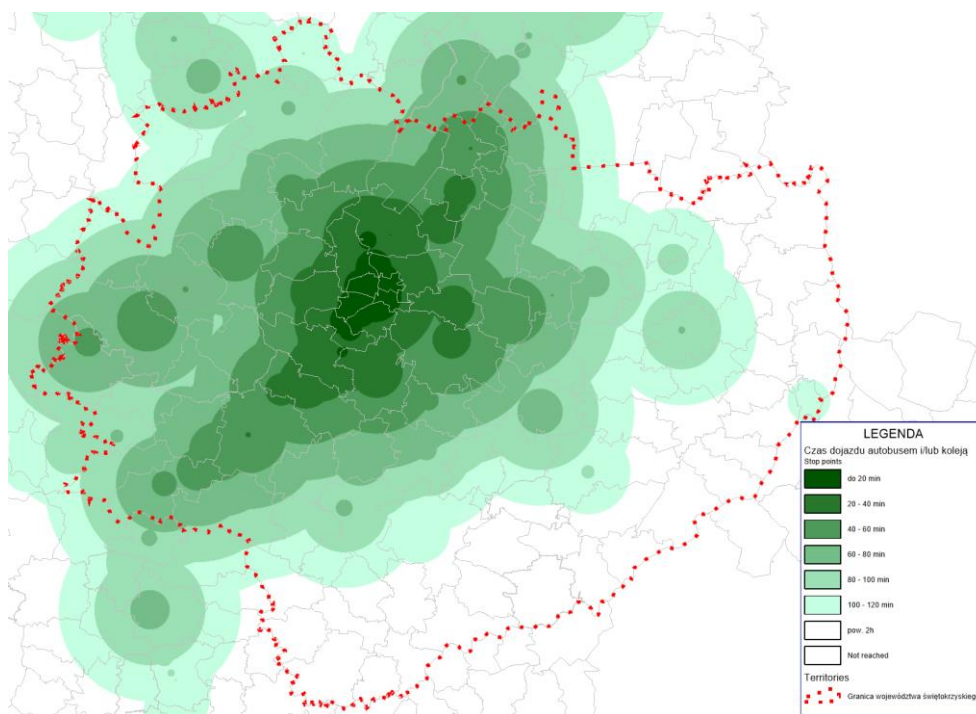 LEGENDA
Czas dojazdu autobusem i/lub koleją
Stop points
do 20 min
20 - 40 min
40 - 60 min
60 - 80 min
80 - 100 min
100 - 120 min
pow. 2h
Not reached
Territories
Granica województwa świętokrzyskieg